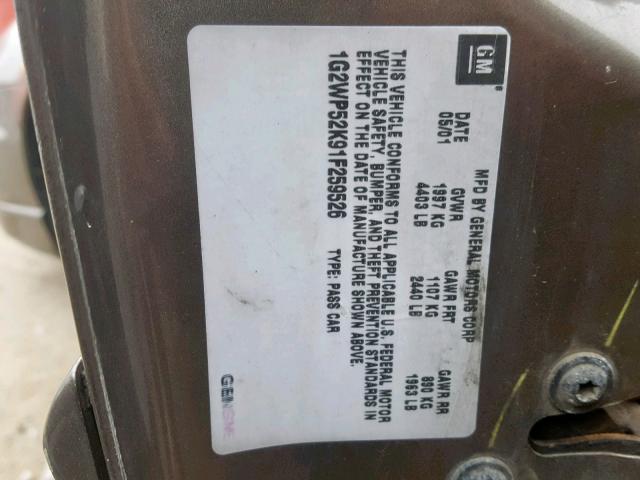 GM
MFD BY GENERAL MOTORS CORP
DATE GVWR GAWR FRT GAWR RR
05/01 1997 KG 1107 KG 890 KG
4403 LB 2440 LB 1963 LB
THIS VEHICLE CONFORMS TO ALL APPLICABLE U.S. FEDERAL MOTOR
VEHICLE SAFETY, BUMPER, AND THEFT PREVENTION STANDARDS IN
EFFECT ON THE DATE OF MANUFACTURE SHOWN ABOVE.
1G2WP52K91F259526 TYPE: PASS CAR